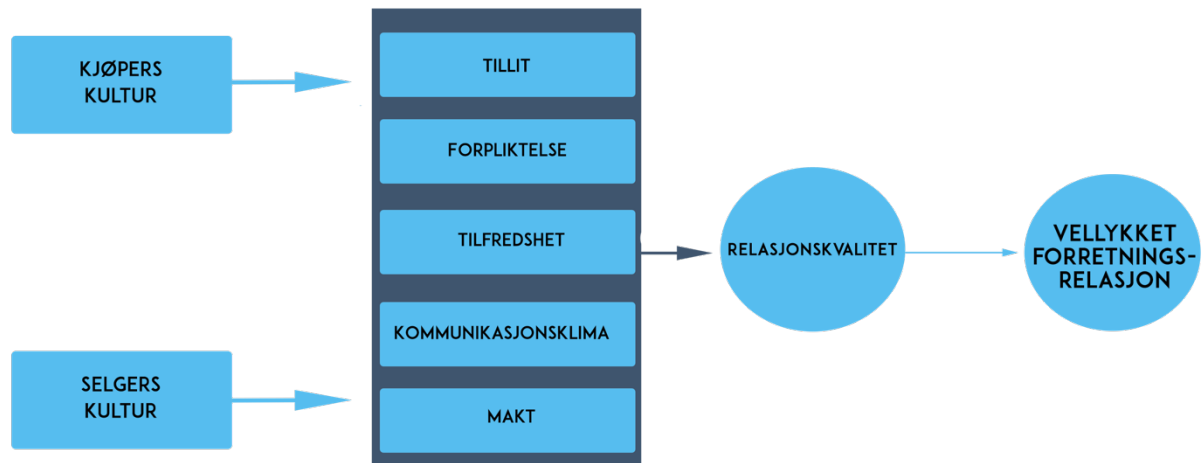 KJØPERS
KULTUR
SELGERS
KULTUR
TILLIT
FORPLIKTELSE
TILFREDSHET
KOMMUNIKASJONSKLIMA
MAKT
RELASJONSKVALITET
VELLYKKET
FORRETNINGS-
RELASJON